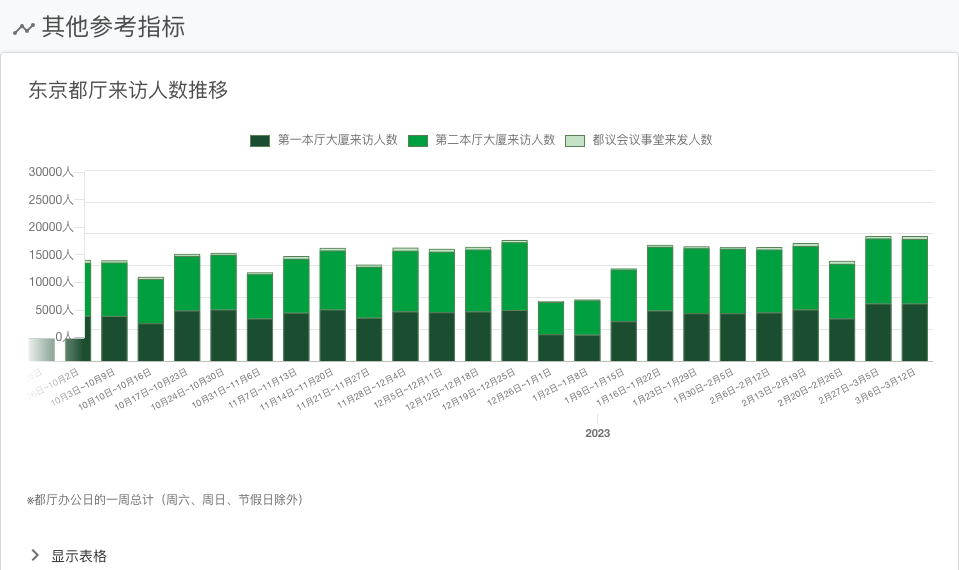 其他参考指标
东京都厅来访人数推移
第一本厅大厦来访人数 第二本厅大厦来访人数 都议会议事堂来发人数
30000人
25000人
20000人
15000人
10000人
5000人
0人
10月3日~10月9日
10月10日~10月16日
10月17日~10月23日
10月24日~10月30日
10月31日~11月6日
11月7日~11月13日
11月14日~11月20日
11月21日~11月27日
11月28日~12月4日
12月5日~12月11日
12月12日~12月18日
12月19日~12月25日
12月26日~1月1日
1月2日~1月8日
1月9日~1月15日
1月16日~1月22日
1月23日~1月29日
1月30日~2月5日
2月6日~2月12日
2月13日~2月19日
2月20日~2月26日
2月27日~3月5日
3月6日~3月12日
2023
※都厅办公日的一周总计（周六、周日、节假日除外）
显示表格